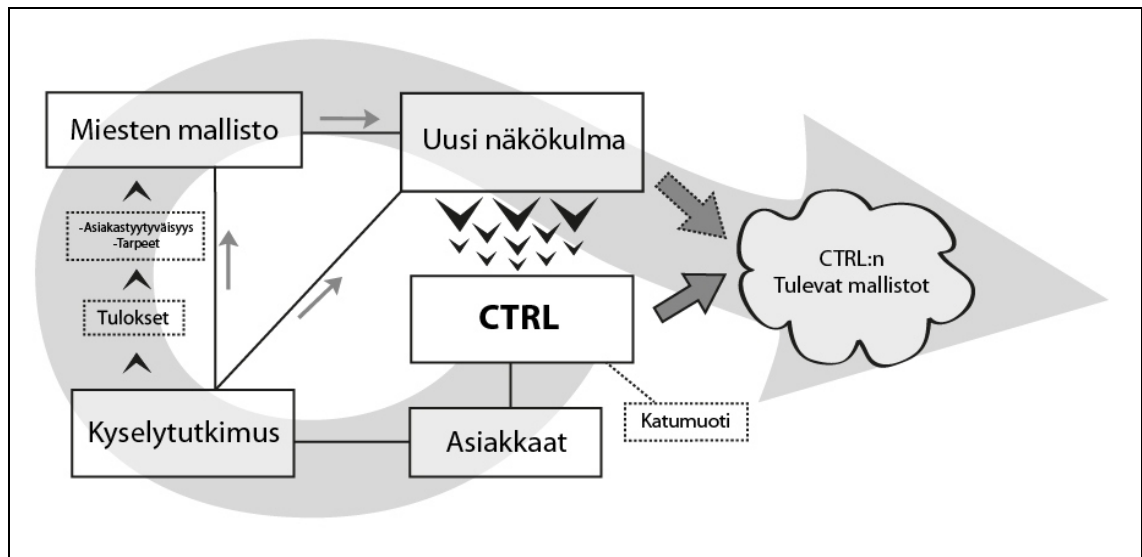 Miesten mallisto
Uusi näkökulma
-Asiakastyytyväisyys
-Tarpeet
CTRL:n
Tulevat mallistot
Tulokset
CTRL
Kyselytutkimus
Asiakkaat
Katumuoti